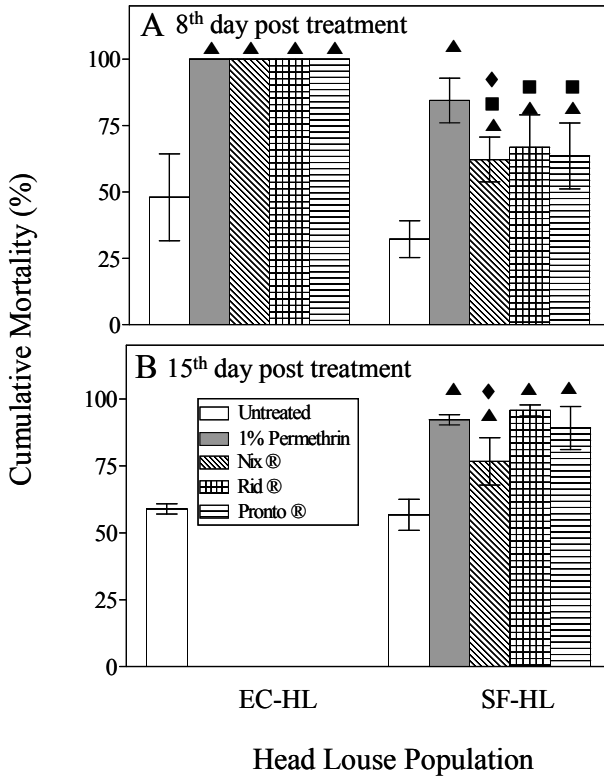 A 8th day post treatment
100
75
50
25
0
B 15th day post treatment
100
75
50
25
0
Untreated
1% Permethrin
Nix ®
Rid ®
Pronto ®
Cumulative Mortality (%)
EC-HL SF-HL
Head Louse Population